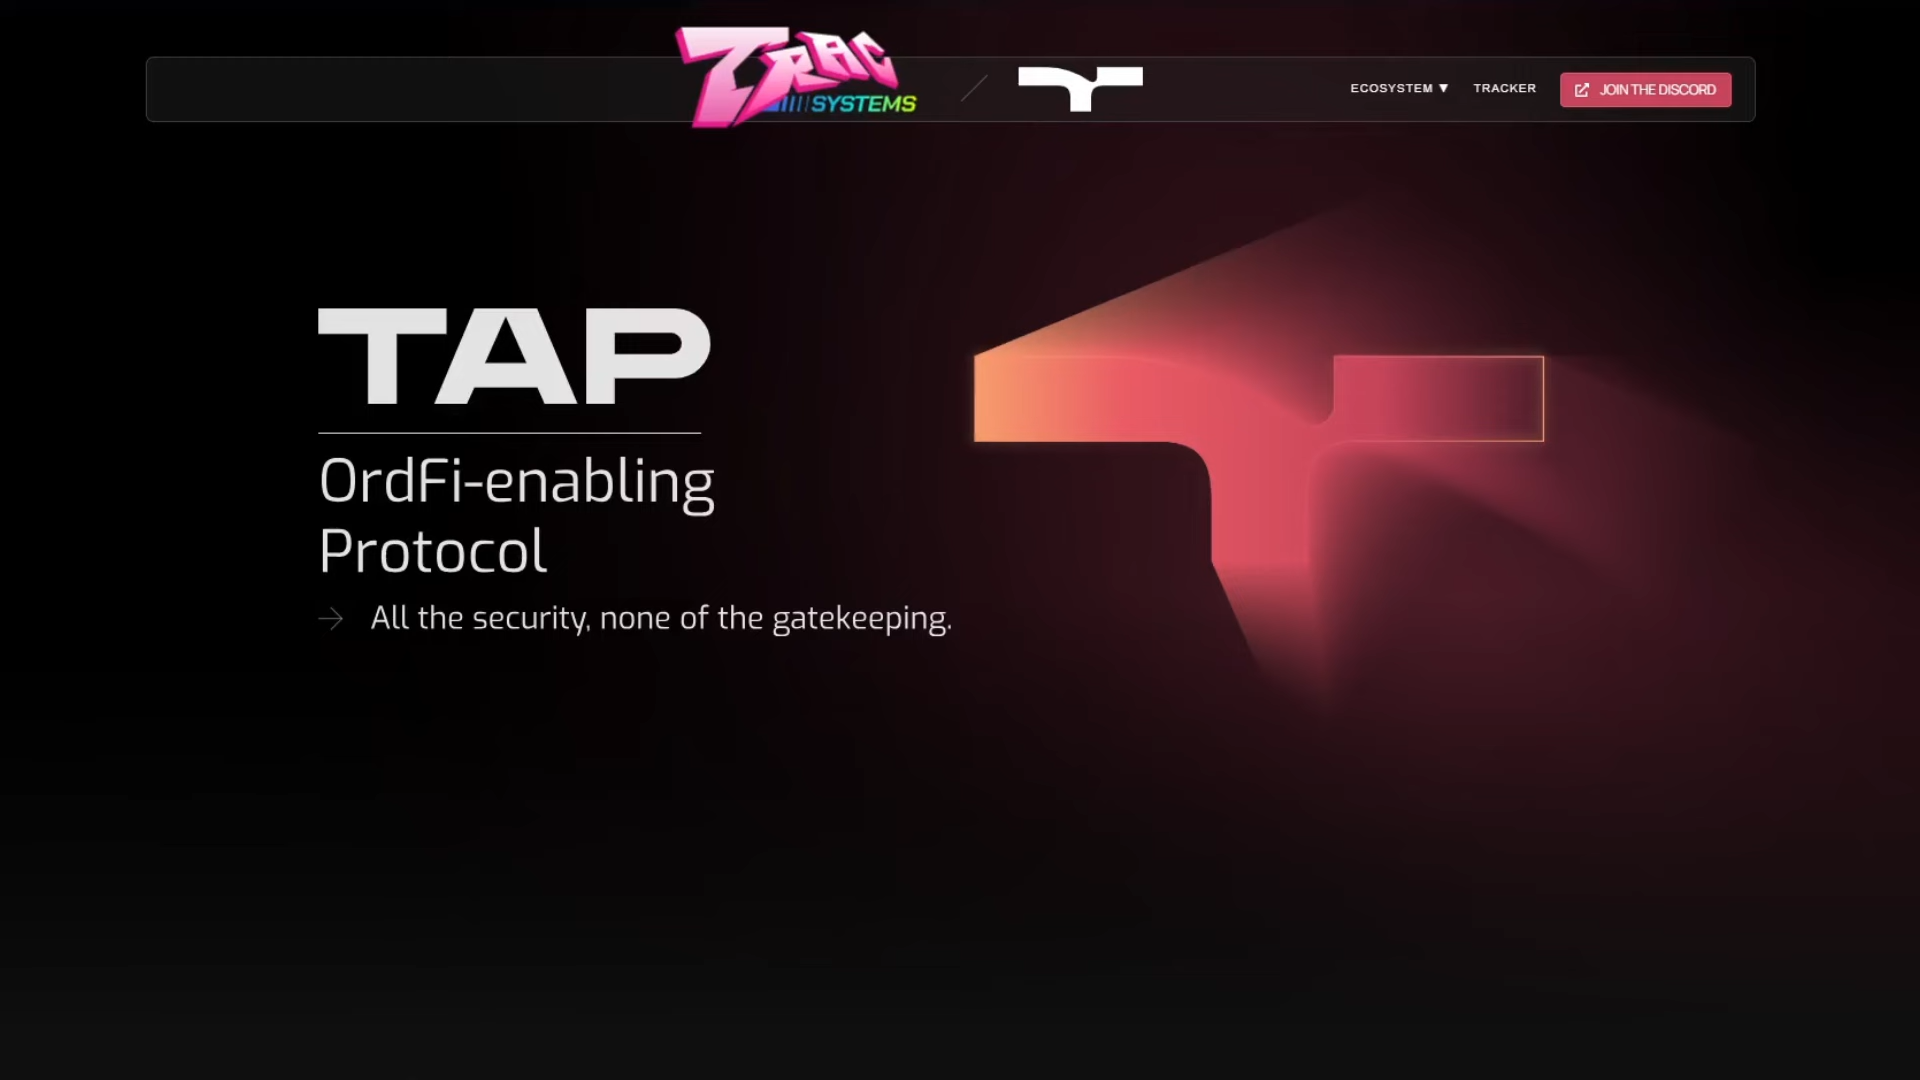 TRAC
SYSTEMS
ECOSYSTEM ▼
TRACKER
JOIN THE DISCORD
TAP
OrdFi-enabling
Protocol
All the security, none of the gatekeeping.